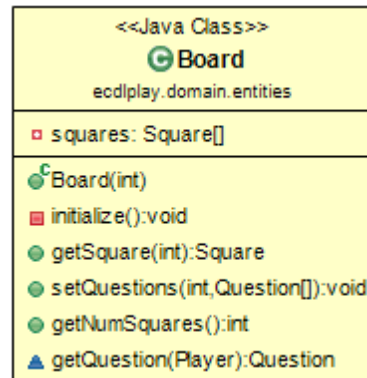 <<Java Class>>
Board
ecdlplay.domain.entities
squares: Square[]
Board(int)
initialize():void
getSquare(int):Square
setQuestions(int,Question[]):void
getNumSquares():int
getQuestion(Player):Question